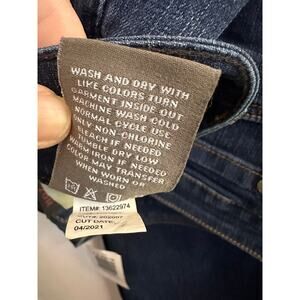 WASH AND DRY WITH
LIKE COLORS TURN
GARMENT INSIDE OUT
MACHINE WASH COLD
NORMAL CYCLE USE
ONLY NON-CHLORINE
BLEACH IF NEEDED
TUMBLE DRY LOW
WARM IRON IF NEEDED
COLOR MAY TRANSFER
WHEN WORN OR
WASHED
ITEM#: 13622974
CUT#: 202007
CUT DATE:
04/2021